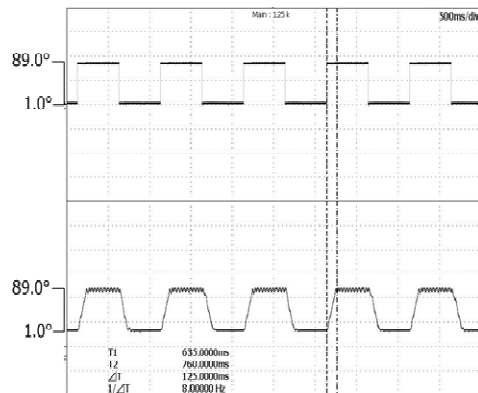 Main : 125 k
500ms/div
89.0°
1.0°
89.0°
1.0°
T1 635.0000ms
T2 760.0000ms
⊿T 125.0000ms
1/⊿T 8.00000 Hz